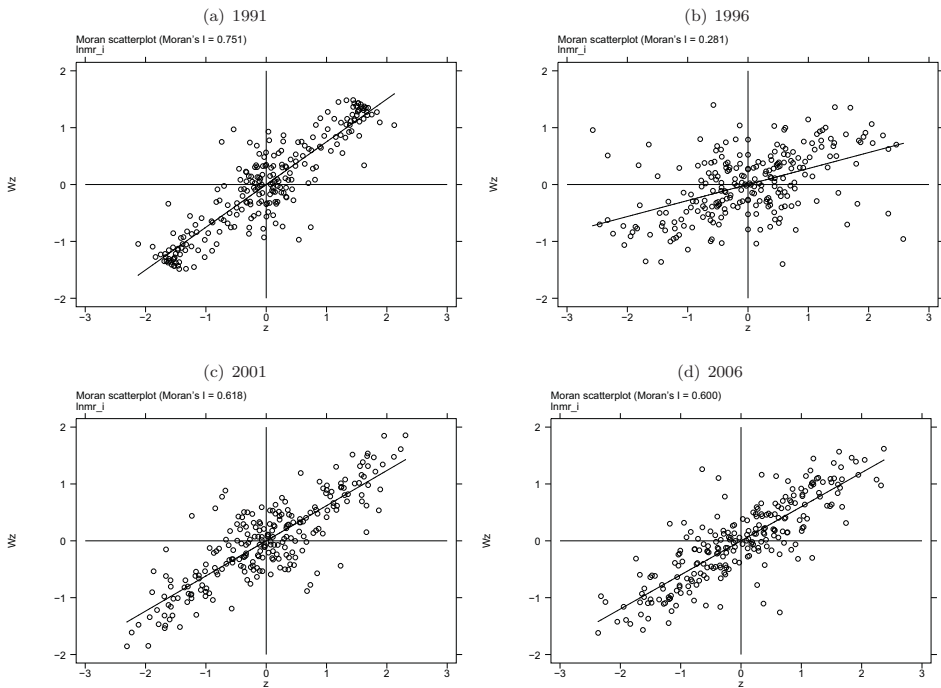 (a) 1991
Moran scatterplot (Moran's I = 0.751)
lnmr_i
2
1
0
−1
−2
Wz
−3 −2 −1 0 1 2 3
z
(b) 1996
Moran scatterplot (Moran's I = 0.281)
lnmr_i
2
1
0
−1
−2
Wz
−3 −2 −1 0 1 2 3
z
(c) 2001
Moran scatterplot (Moran's I = 0.618)
lnmr_i
2
1
0
−1
−2
Wz
−3 −2 −1 0 1 2 3
z
(d) 2006
Moran scatterplot (Moran's I = 0.600)
lnmr_i
2
1
0
−1
−2
Wz
−3 −2 −1 0 1 2 3
z